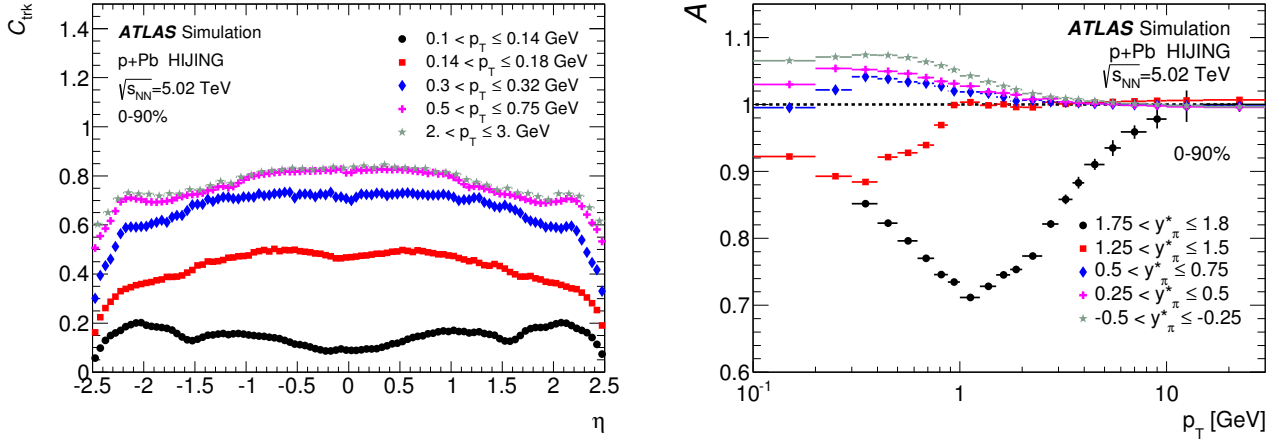 C_trk
1.4
1.2
1
0.8
0.6
0.4
0.2
0
ATLAS Simulation
p+Pb HIJING
√s_NN=5.02 TeV
0-90%
0.1 < p_T ≤ 0.14 GeV
0.14 < p_T ≤ 0.18 GeV
0.3 < p_T ≤ 0.32 GeV
0.5 < p_T ≤ 0.75 GeV
2. < p_T ≤ 3. GeV
-2.5 -2 -1.5 -1 -0.5 0 0.5 1 1.5 2 2.5
η
A
1.1
1
0.9
0.8
0.7
0.6
ATLAS Simulation
p+Pb HIJING
√s_NN=5.02 TeV
0-90%
1.75 < y*_π ≤ 1.8
1.25 < y*_π ≤ 1.5
0.5 < y*_π ≤ 0.75
0.25 < y*_π ≤ 0.5
-0.5 < y*_π ≤ -0.25
10^-1 1 10
p_T [GeV]